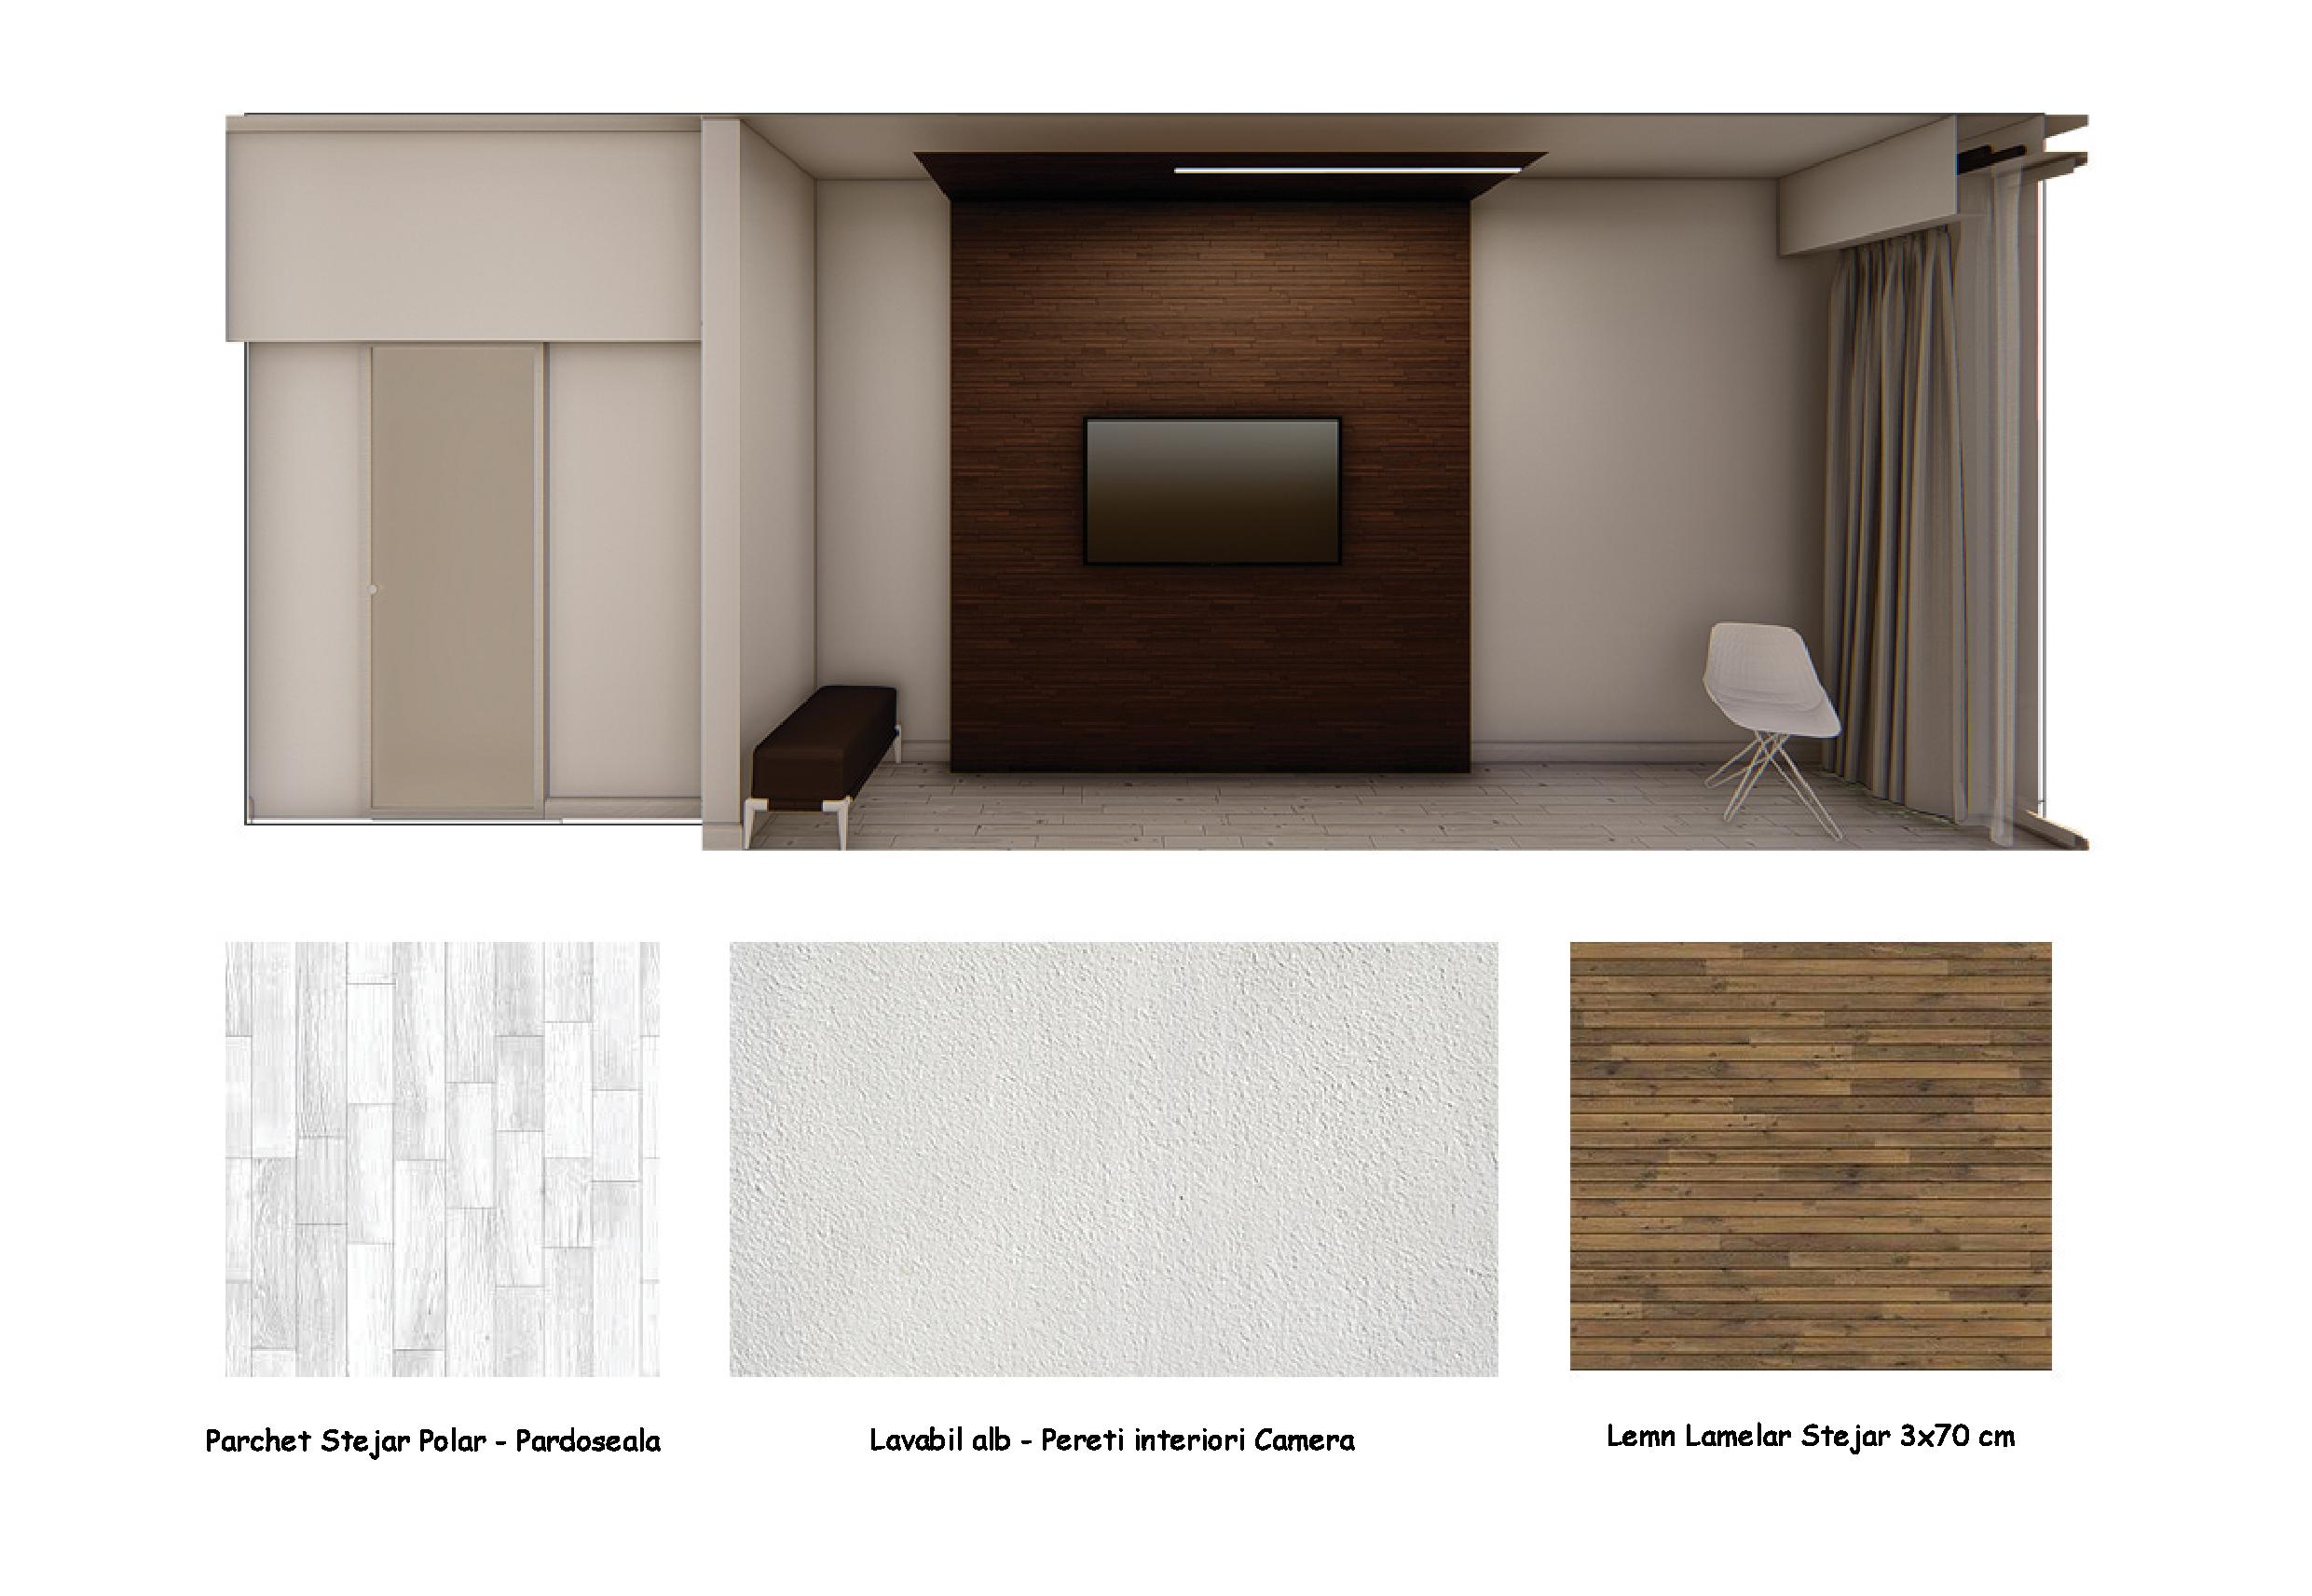 Parchet Stejar Polar - Pardoseala
Lavabil alb - Pereti interiori Camera
Lemn Lamelar Stejar 3x70 cm